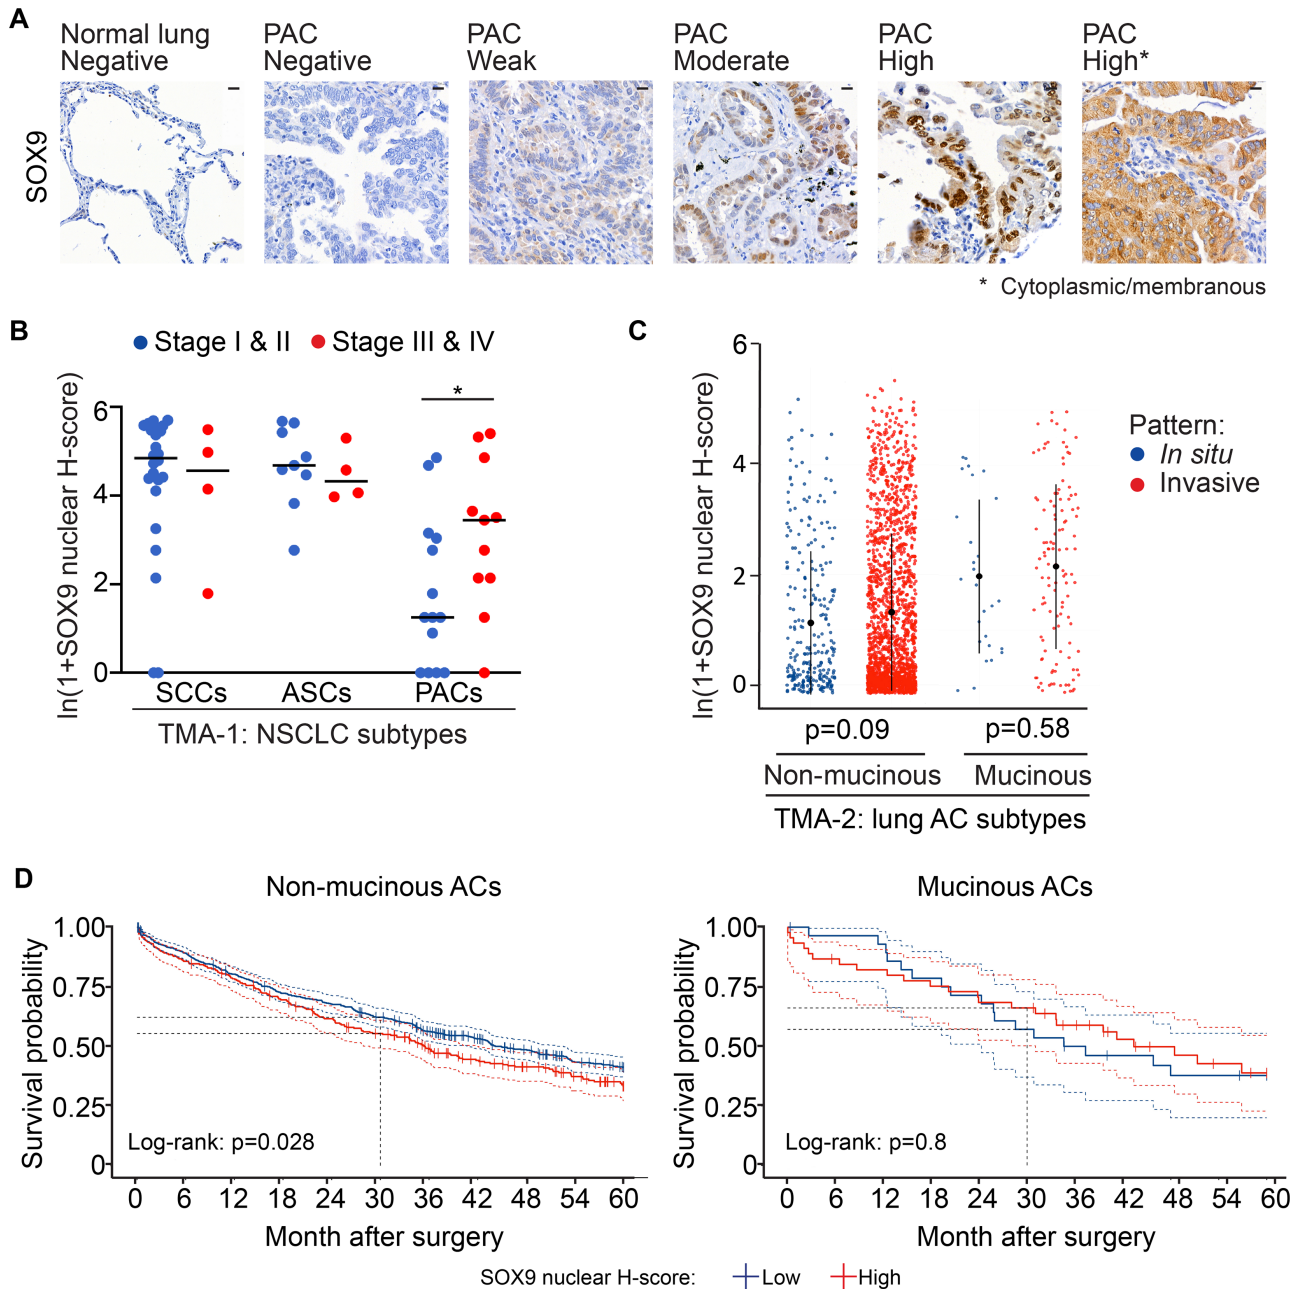 A
Normal lung
Negative
PAC
Negative
PAC
Weak
PAC
Moderate
PAC
High
PAC
High*
SOX9
* Cytoplasmic/membranous
B
Stage I & II
Stage III & IV
ln(1+SOX9 nuclear H-score)
6
4
2
0
*
SCCs
ASCs
PACs
TMA-1: NSCLC subtypes
C
ln(1+SOX9 nuclear H-score)
6
4
2
0
Pattern:
In situ
Invasive
p=0.09
p=0.58
Non-mucinous
Mucinous
TMA-2: lung AC subtypes
D
Non-mucinous ACs
Survival probability
1.00
0.75
0.50
0.25
0
Log-rank: p=0.028
0 6 12 18 24 30 36 42 48 54 60
Month after surgery
Mucinous ACs
Survival probability
1.00
0.75
0.50
0.25
0
Log-rank: p=0.8
0 6 12 18 24 30 36 42 48 54 60
Month after surgery
SOX9 nuclear H-score: Low High